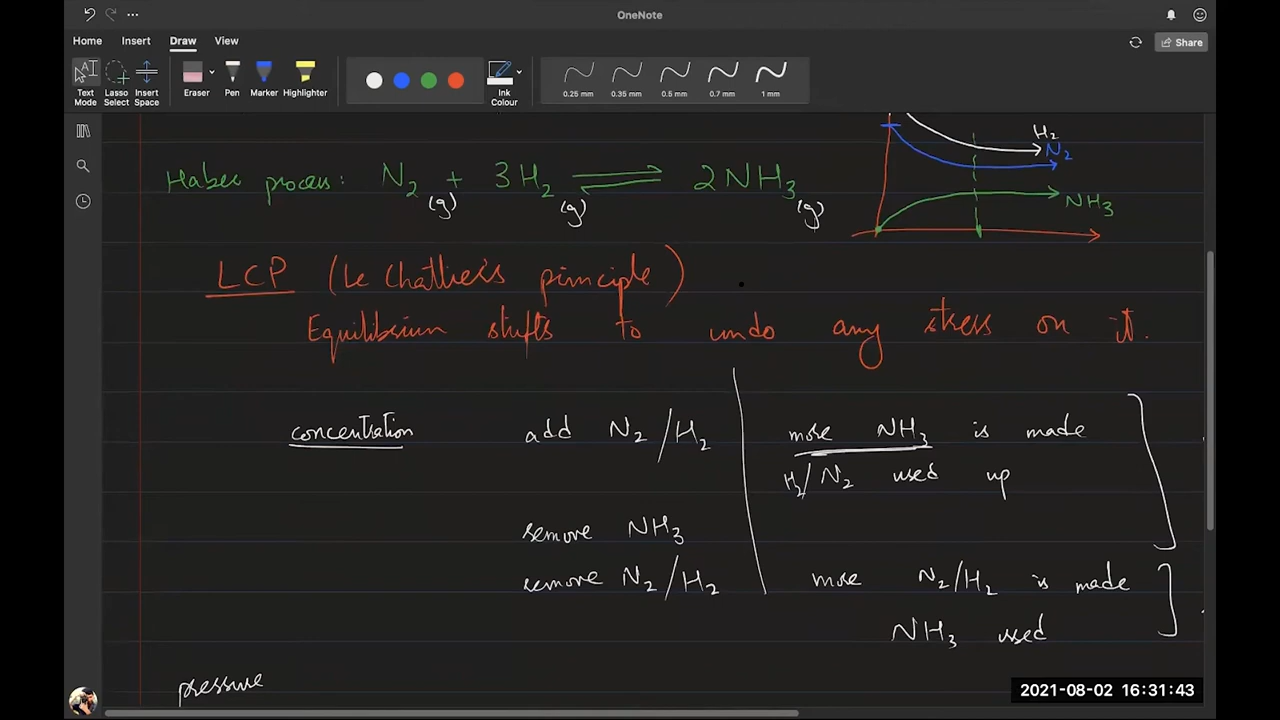 OneNote
Home Insert Draw View
Share
Text Mode
Lasso Select
Insert Space
Eraser
Pen
Marker
Highlighter
Ink Colour
0.25 mm 0.35 mm 0.5 mm 0.7 mm 1 mm
H2
N2
NH3
Haber process: N2 (g) + 3H2 (g) ⇌ 2NH3 (g)
LCP (Le Chatlier's principle)
Equilibrium shifts to undo any stress on it.
concentration add N2/H2 more NH3 is made
H2/N2 used up
remove NH3
remove N2/H2 more N2/H2 is made
NH3 used
pressure
2021-08-02 16:31:43